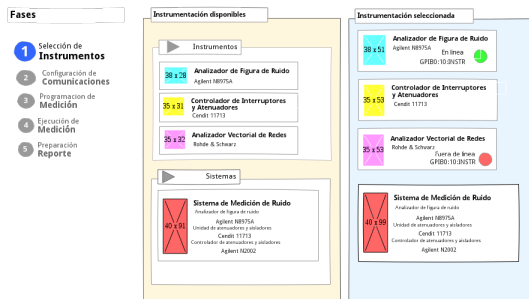 Fases
1
Selección de
Instrumentos
2
Configuración de
Comunicaciones
3
Programacion de
Medición
4
Ejecución de
Medición
5
Preparación
Reporte
Instrumentación disponibles
Instrumentos
38 x 28
Analizador de Figura de Ruido
Agilent N8975A
35 x 31
Controlador de Interruptores
y Atenuadores
Cendit 11713
35 x 32
Analizador Vectorial de Redes
Rohde & Schwarz
Sistemas
40 x 91
Sistema de Medición de Ruido
Analizador de figura de ruido
Agilent N8975A
Unidad de atenuadores y aisladores
Cendit 11713
Controlador de atenuadores y aisladores
Agilent N2002
Instrumentación seleccionada
38 x 51
Analizador de Figura de Ruido
Agilent N8975A
En linea
GPIB0::10:INSTR
35 x 53
Controlador de Interruptores
y Atenuadores
Cendit 11713
35 x 53
Analizador Vectorial de Redes
Rohde & Schwarz
fuera de linea
GPIB0::10:INSTR
40 x 99
Sistema de Medición de Ruido
Analizador de figura de ruido
Agilent N8975A
Unidad de atenuadores y aisladores
Cendit 11713
Controlador de atenuadores y aisladores
Agilent N2002